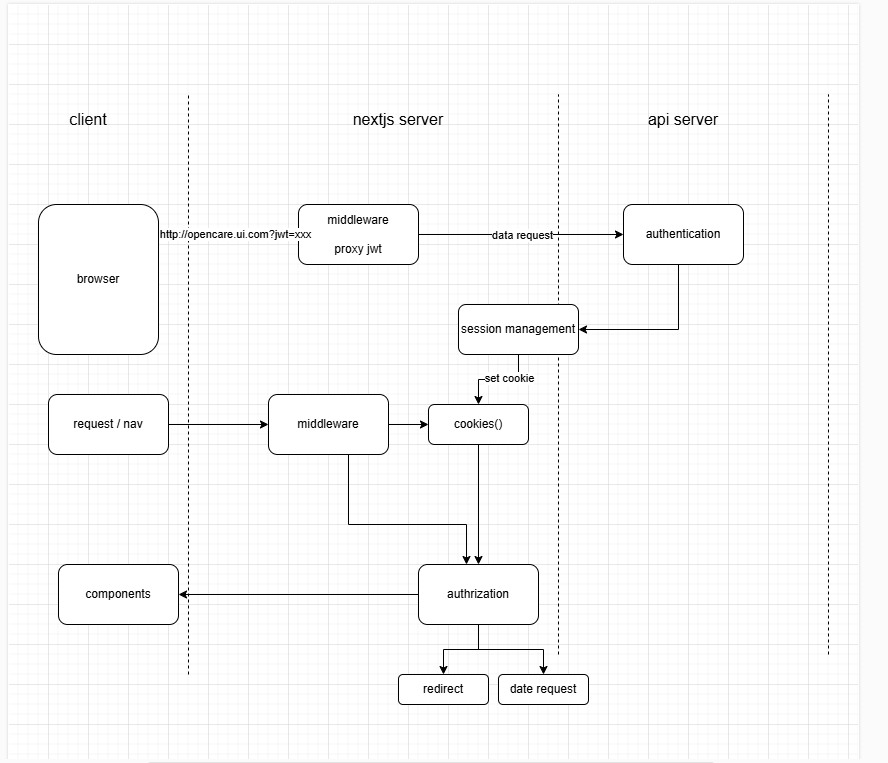 client
nextjs server
api server
browser
http://opencare.ui.com?jwt=xxx
middleware
proxy jwt
data request
authentication
session management
set cookie
request / nav
middleware
cookies()
components
authrization
redirect
date request